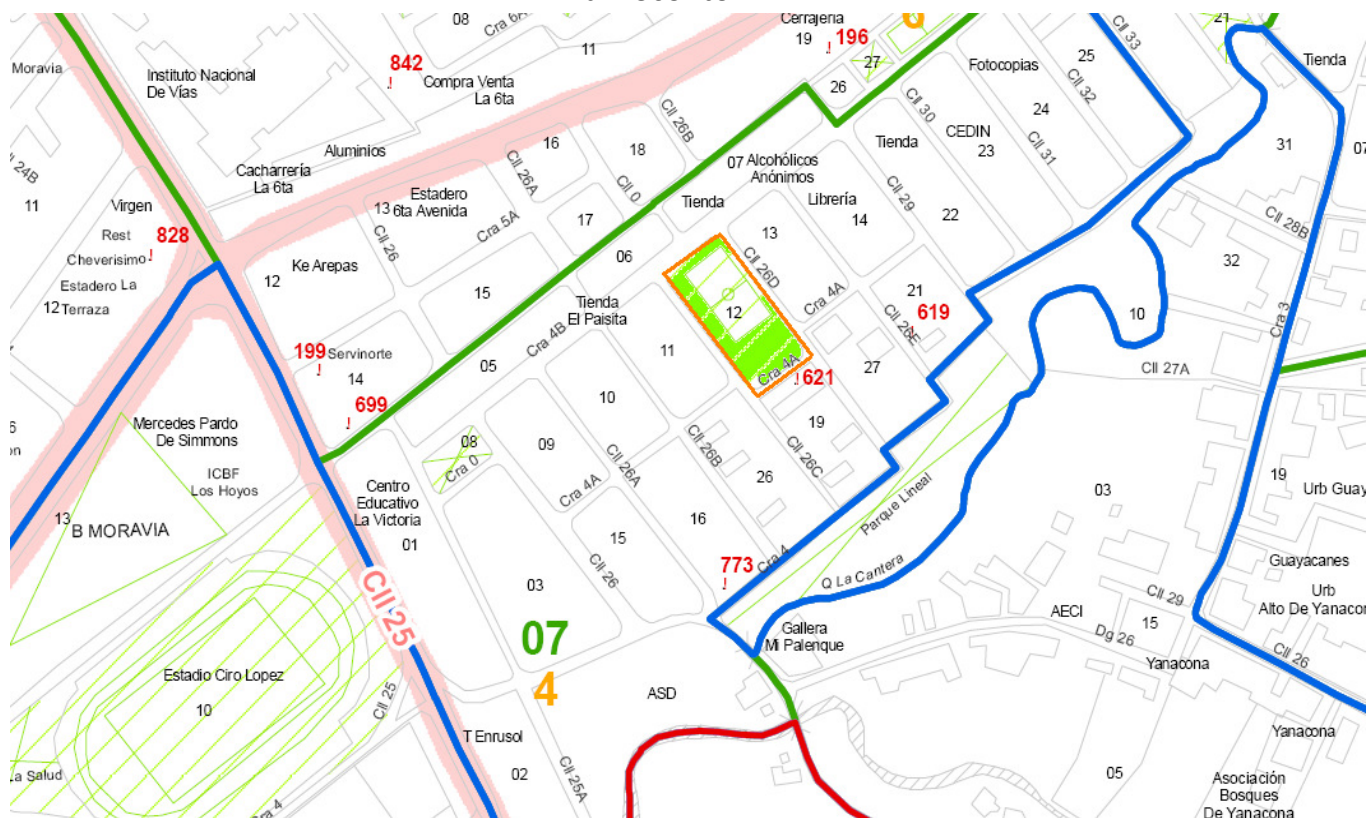 08
Cra 6A
11
Cerrajería
19
196
27
26
Cll 33
25
Cll 32
21
Tienda
Moravia
Instituto Nacional
De Vías
842
Compra Venta
La 6ta
Fotocopias
24
Cll 31
Cll 30
CEDIN
23
Tienda
31
07
11
Aluminios
Cacharrería
La 6ta
16
Cll 26A
18
Cll 26B
Cll 0
07 Alcohólicos
Anónimos
Librería
14
Cll 29
22
Virgen
Rest
Cheverisimo
828
Estadero La
Terraza
12
13
Estadero
6ta Avenida
Cll 26
Cra 5A
17
Tienda
06
13
Cll 26D
Cra 4A
21
Cll 26E
619
Cll 28B
32
10
Cra 3
12
Ke Arepas
15
Tienda
El Paisita
Cra 4B
12
Cra 4A
621
27
Cll 27A
199
Servinorte
14
699
05
11
10
19
Cll 26C
Mercedes Pardo
De Simmons
ICBF
Los Hoyos
08
Cra 0
09
Cll 26A
Cll 26B
26
Cra 4A
Centro
Educativo
La Victoria
01
13
B MORAVIA
16
15
Cll 26
Parque Lineal
03
19
Urb Guay
773
Cra 4
Q La Cantera
Cll 25
03
Guayacanes
Urb
Alto De Yanacon
Cll 29
AECI
Dg 26
15
Cll 26
Gallera
Mi Palenque
07
4
Yanacona
Estadio Ciro Lopez
10
Cll 25
ASD
T Enrusol
02
Cll 25A
Yanacona
La Salud
Cra 4
05
Asociación
Bosques
De Yanacona